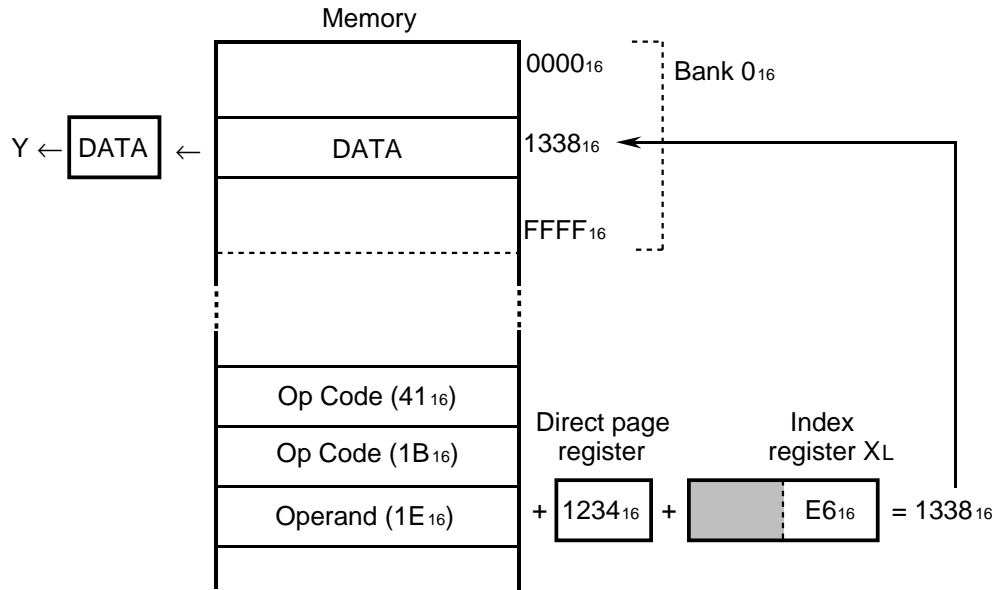 Memory
0000₁₆
Bank 0₁₆
Y ← DATA ← DATA 1338₁₆
FFFF₁₆
Op Code (41₁₆)
Direct page register
Index register XL
Op Code (1B₁₆)
Operand (1E₁₆) + 1234₁₆ + E6₁₆ = 1338₁₆